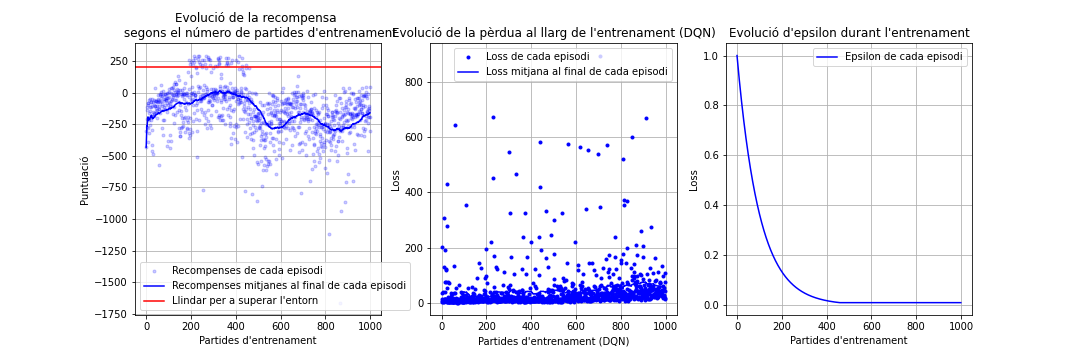 Evolució de la recompensa
segons el número de partides d'entrenament
Puntuació
250
0
−250
−500
−750
−1000
−1250
−1500
−1750
Recompenses de cada episodi
Recompenses mitjanes al final de cada episodi
Llindar per a superar l'entorn
0 200 400 600 800 1000
Partides d'entrenament
Evolució de la pèrdua al llarg de l'entrenament (DQN)
Loss
800
600
400
200
0
Loss de cada episodi
Loss mitjana al final de cada episodi
0 200 400 600 800 1000
Partides d'entrenament (DQN)
Evolució d'epsilon durant l'entrenament
Loss
1.0
0.8
0.6
0.4
0.2
0.0
Epsilon de cada episodi
0 200 400 600 800 1000
Partides d'entrenament